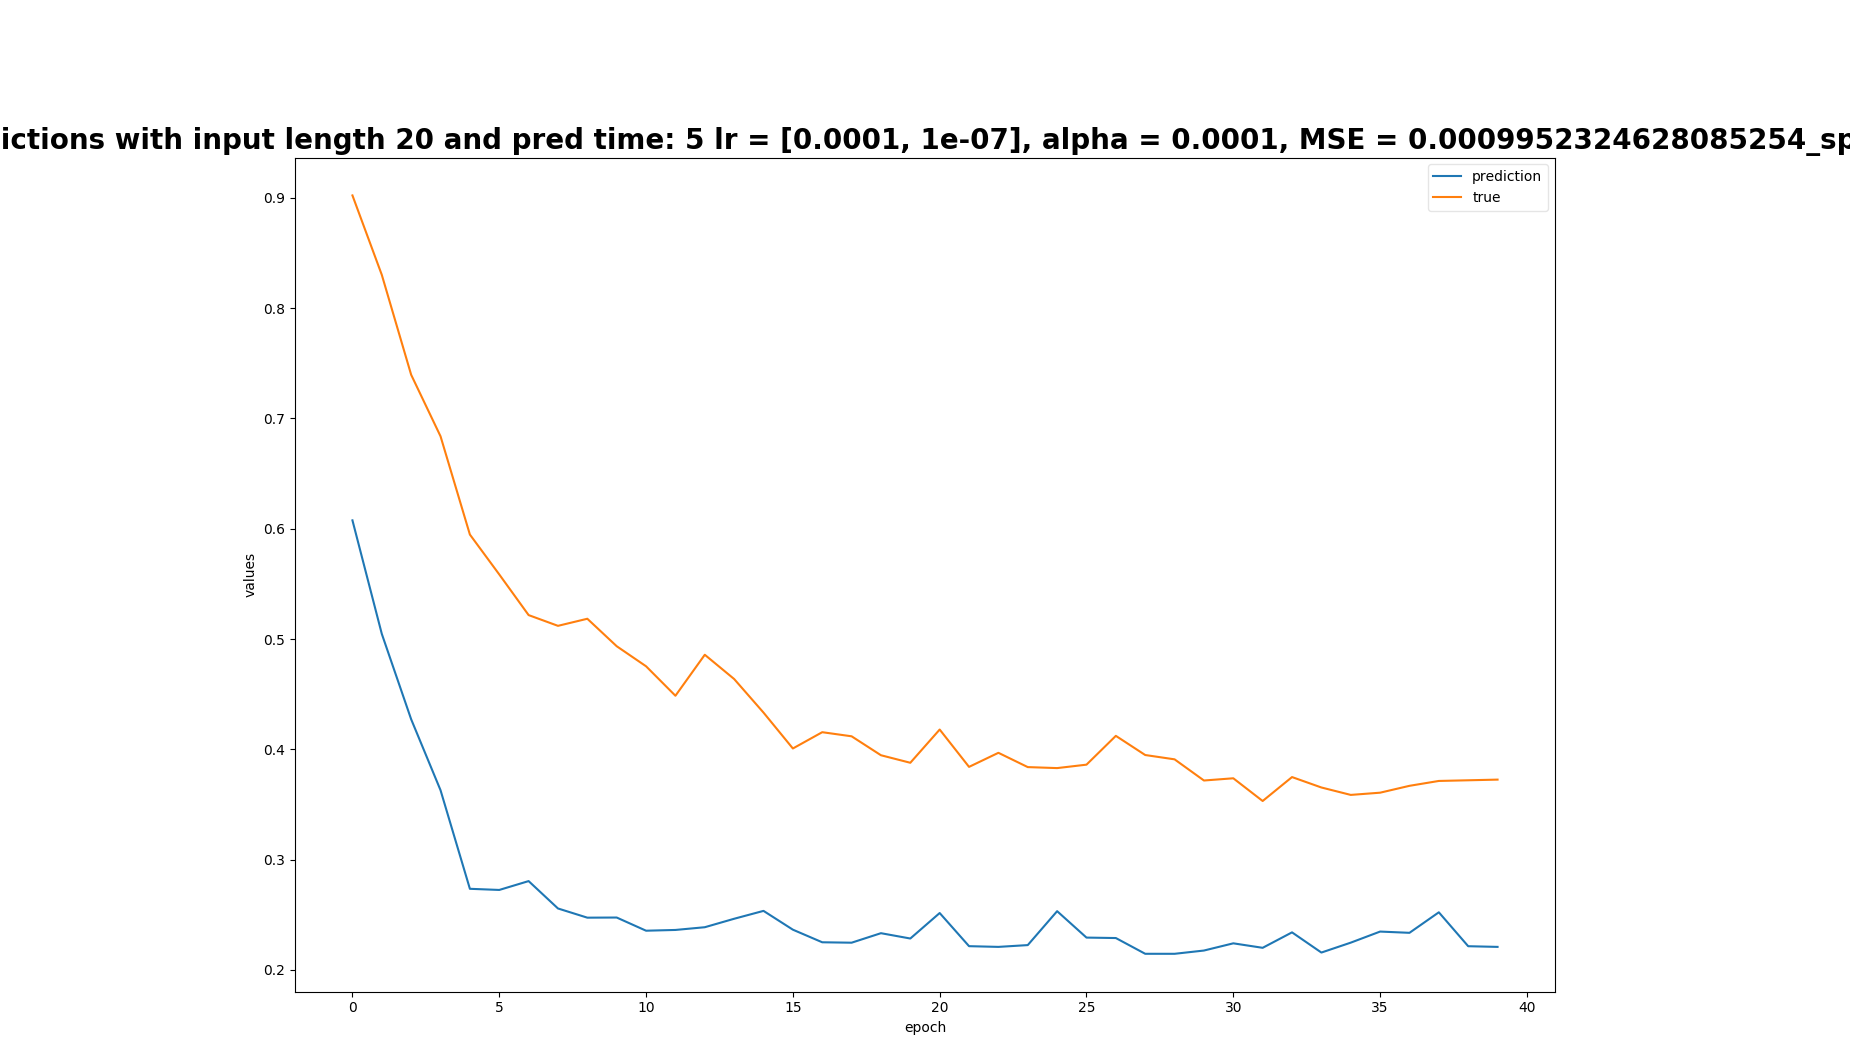 ictions with input length 20 and pred time: 5 lr = [0.0001, 1e-07], alpha = 0.0001, MSE = 0.0009952324628085254_sp
prediction
true
0.9
0.8
0.7
0.6
0.5
0.4
0.3
0.2
values
0 5 10 15 20 25 30 35 40
epoch